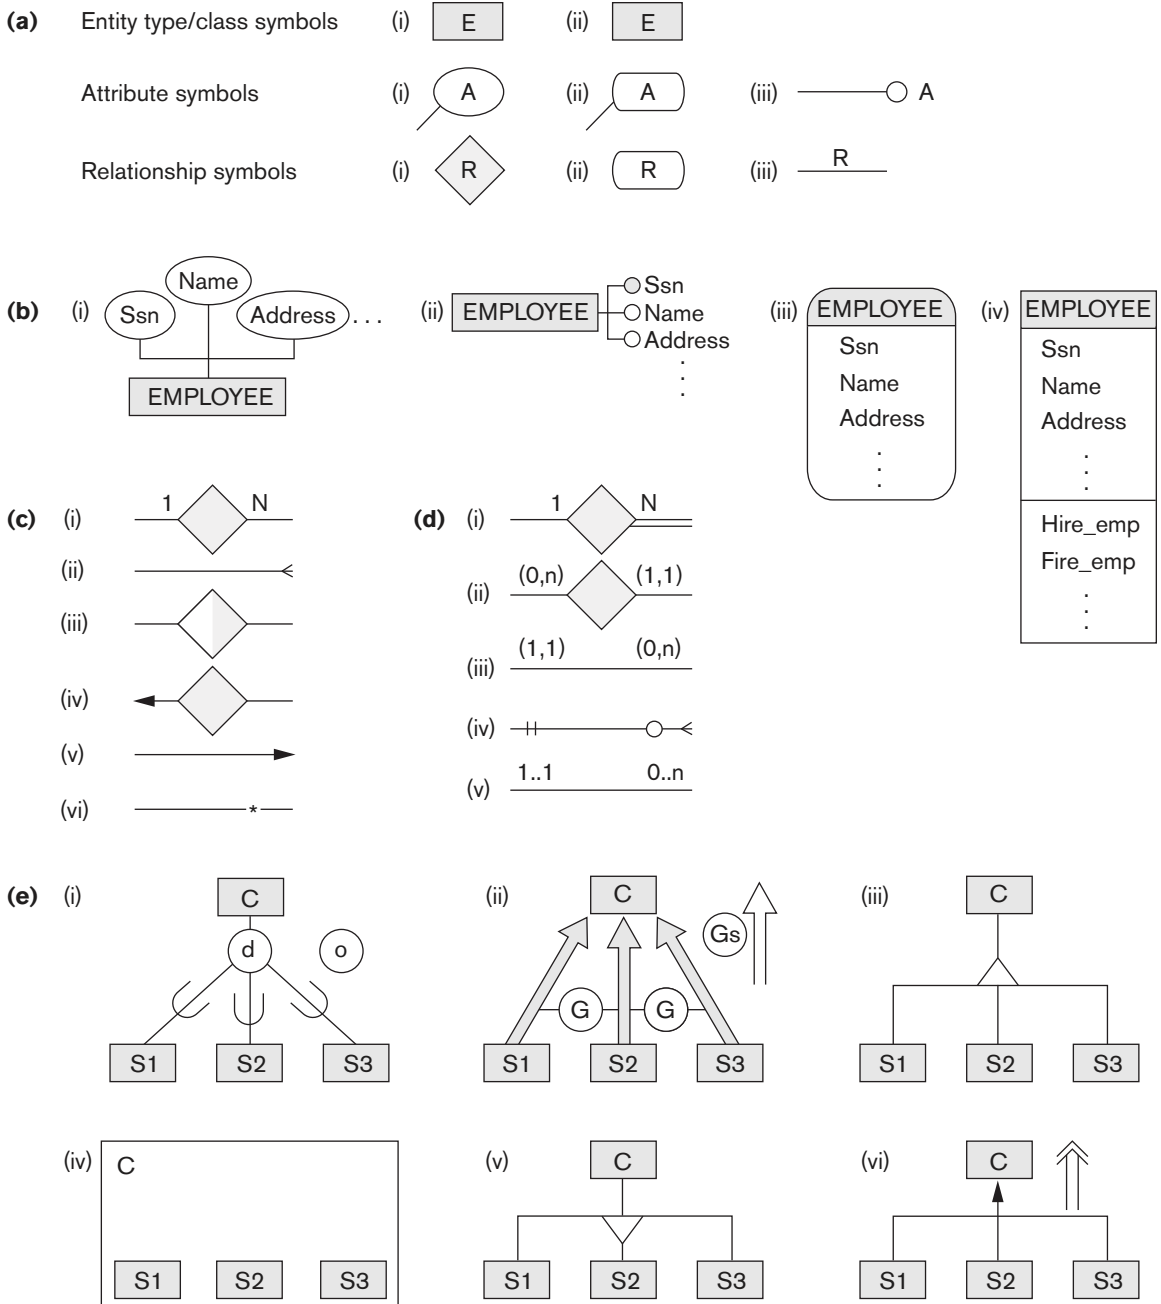 (a) Entity type/class symbols (i) E (ii) E
Attribute symbols (i) A (ii) A (iii) A
Relationship symbols (i) R (ii) R (iii) R
(b) (i) Ssn Name Address . . .
EMPLOYEE
(ii) EMPLOYEE
Ssn
Name
Address
.
.
.
(iii) EMPLOYEE
Ssn
Name
Address
.
.
.
(iv) EMPLOYEE
Ssn
Name
Address
.
.
.
Hire_emp
Fire_emp
.
.
.
(c) (i) 1 N
(ii)
(iii)
(iv)
(v)
(vi) *
(d) (i) 1 N
(ii) (0,n) (1,1)
(iii) (1,1) (0,n)
(iv)
(v) 1..1 0..n
(e) (i) C
d o
S1 S2 S3
(ii) C
Gs
G G
S1 S2 S3
(iii) C
S1 S2 S3
(iv) C
S1 S2 S3
(v) C
S1 S2 S3
(vi) C
S1 S2 S3